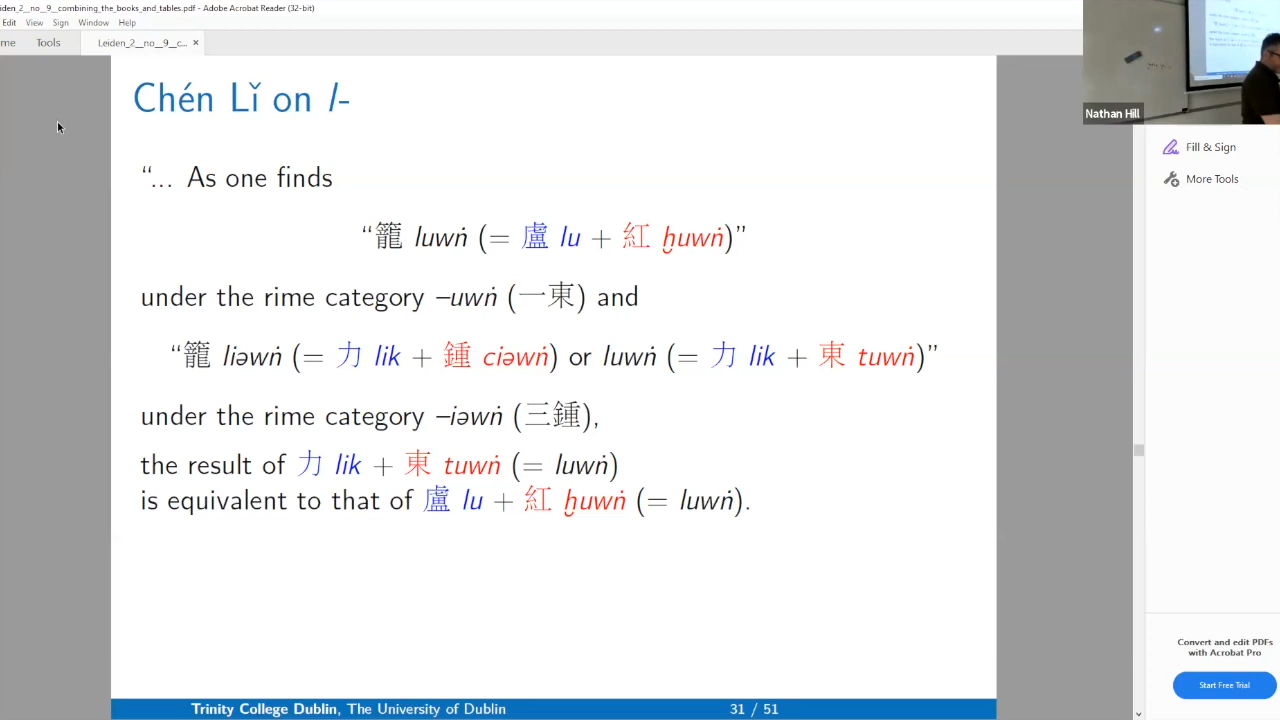 eiden_2__no__9__combining_the_books_and_tables.pdf - Adobe Acrobat Reader (32-bit)
Edit View Sign Window Help
me Tools Leiden_2__no__9__c... ×
Chén Lǐ on l-
Nathan Hill
Fill & Sign
More Tools
“... As one finds
“籠 luwṅ (= 盧 lu + 紅 ḫuwṅ)”
under the rime category –uwṅ (一東) and
“籠 liəwṅ (= 力 lik + 鍾 ciəwṅ) or luwṅ (= 力 lik + 東 tuwṅ)”
under the rime category –iəwṅ (三鍾),
the result of 力 lik + 東 tuwṅ (= luwṅ)
is equivalent to that of 盧 lu + 紅 ḫuwṅ (= luwṅ).
Convert and edit PDFs
with Acrobat Pro
Start Free Trial
Trinity College Dublin, The University of Dublin 31 / 51